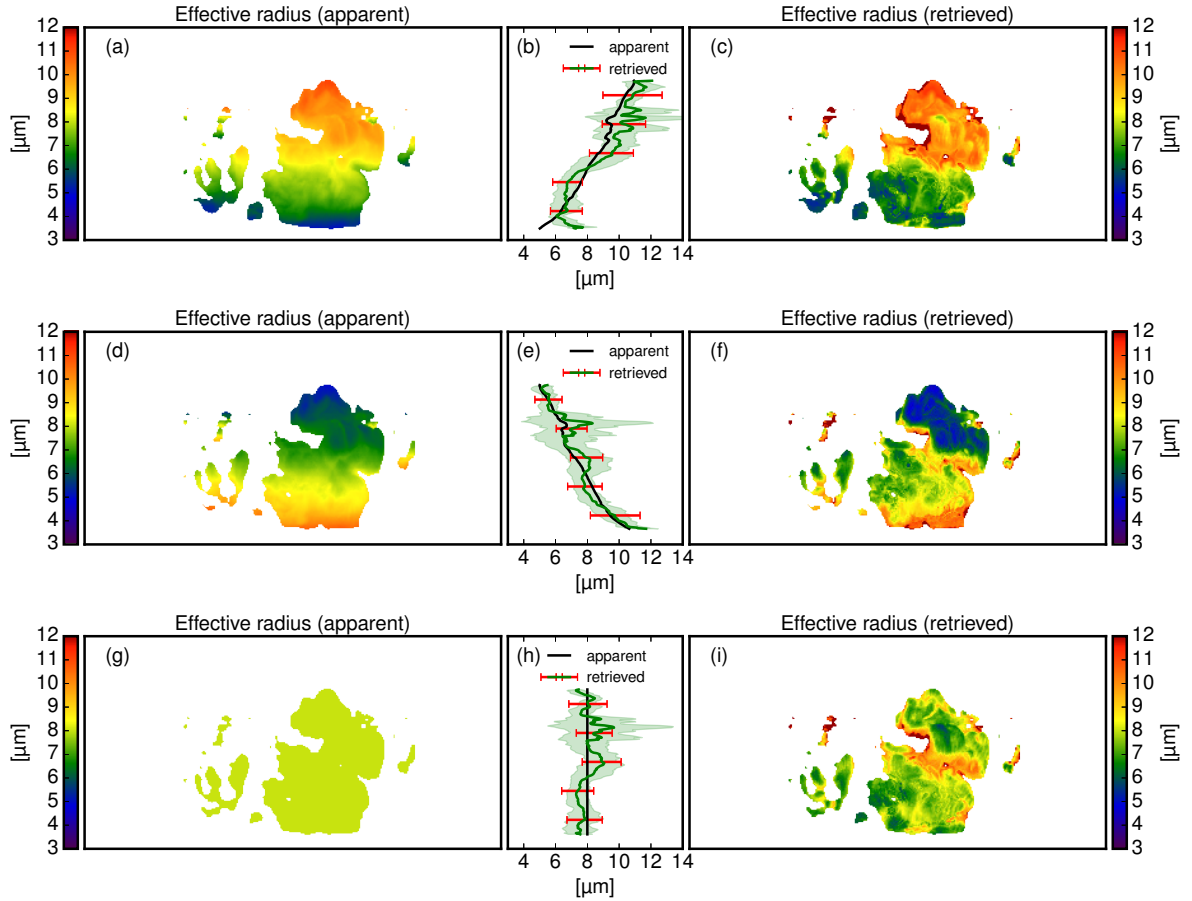 Effective radius (apparent)
Effective radius (retrieved)
12
11
10
9
8
7
6
5
4
3
[µm]
(a)
(b)
apparent
retrieved
4 6 8 10 12 14
[µm]
(c)
12
11
10
9
8
7
6
5
4
3
[µm]
Effective radius (apparent)
Effective radius (retrieved)
12
11
10
9
8
7
6
5
4
3
[µm]
(d)
(e)
apparent
retrieved
4 6 8 10 12 14
[µm]
(f)
12
11
10
9
8
7
6
5
4
3
[µm]
Effective radius (apparent)
Effective radius (retrieved)
12
11
10
9
8
7
6
5
4
3
[µm]
(g)
(h)
apparent
retrieved
4 6 8 10 12 14
[µm]
(i)
12
11
10
9
8
7
6
5
4
3
[µm]